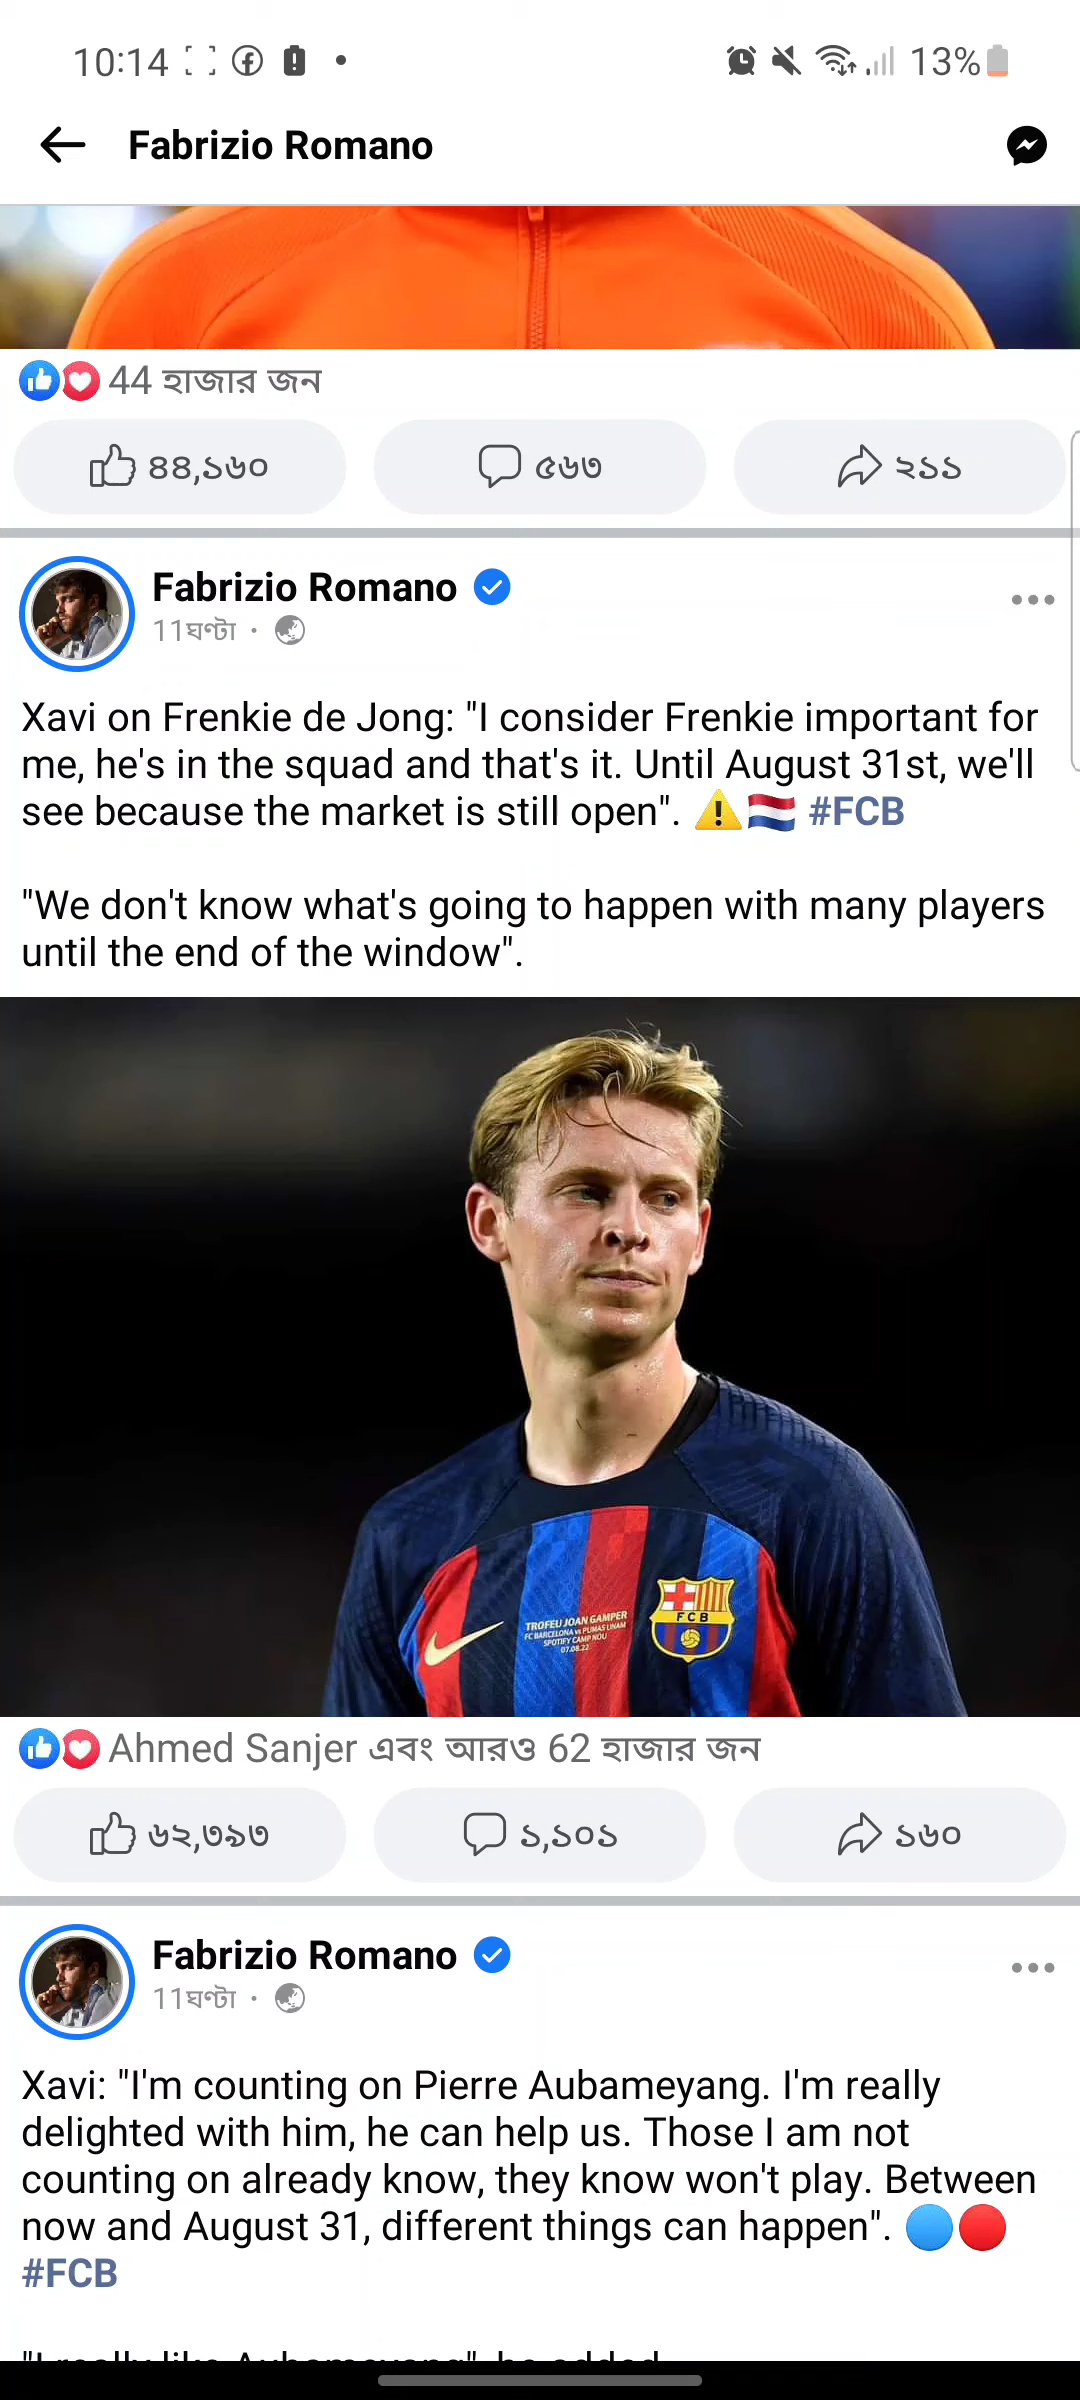 10:14
13%
Fabrizio Romano
44 হাজার জন
৪৪,১৬০
৫৬৩
২১১
Fabrizio Romano
11ঘণ্টা ·
Xavi on Frenkie de Jong: "I consider Frenkie important for
me, he's in the squad and that's it. Until August 31st, we'll
see because the market is still open". ⚠️🇳🇱 #FCB
"We don't know what's going to happen with many players
until the end of the window".
TROFEU JOAN GAMPER
FC BARCELONA vs PUMAS UNAM
SPOTIFY CAMP NOU
07.08.22
FCB
Ahmed Sanjer এবং আরও 62 হাজার জন
৬২,৩৯৩
১,১০১
১৬০
Fabrizio Romano
11ঘণ্টা ·
Xavi: "I'm counting on Pierre Aubameyang. I'm really
delighted with him, he can help us. Those I am not
counting on already know, they know won't play. Between
now and August 31, different things can happen". 🔵🔴
#FCB
"I really like Aubameyang", he added